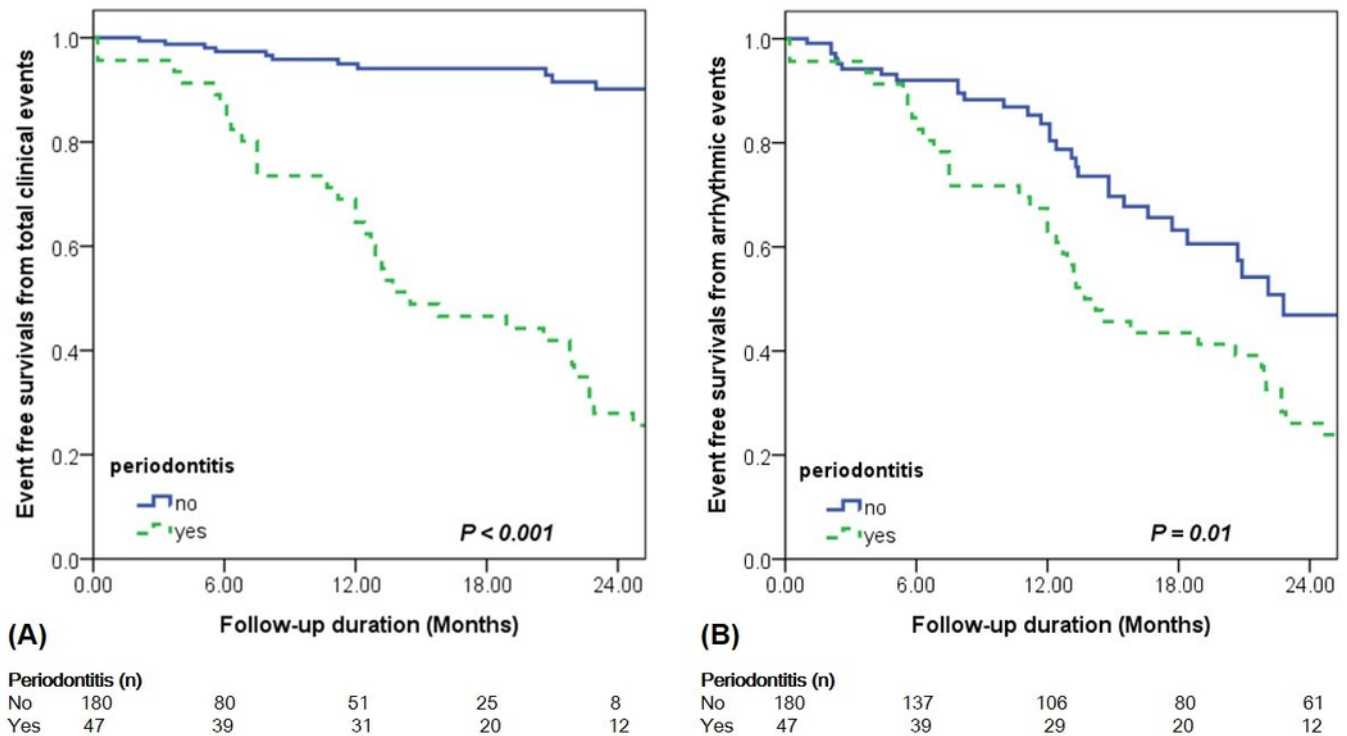 Event free survivals from total clinical events
1.0
0.8
0.6
0.4
0.2
0.0
periodontitis
no
yes
P < 0.001
0.00 6.00 12.00 18.00 24.00
Follow-up duration (Months)
(A)
Periodontitis (n)
No 180 80 51 25 8
Yes 47 39 31 20 12
Event free survivals from arrhythmic events
1.0
0.8
0.6
0.4
0.2
0.0
periodontitis
no
yes
P = 0.01
0.00 6.00 12.00 18.00 24.00
Follow-up duration (Months)
(B)
Periodontitis (n)
No 180 137 106 80 61
Yes 47 39 29 20 12